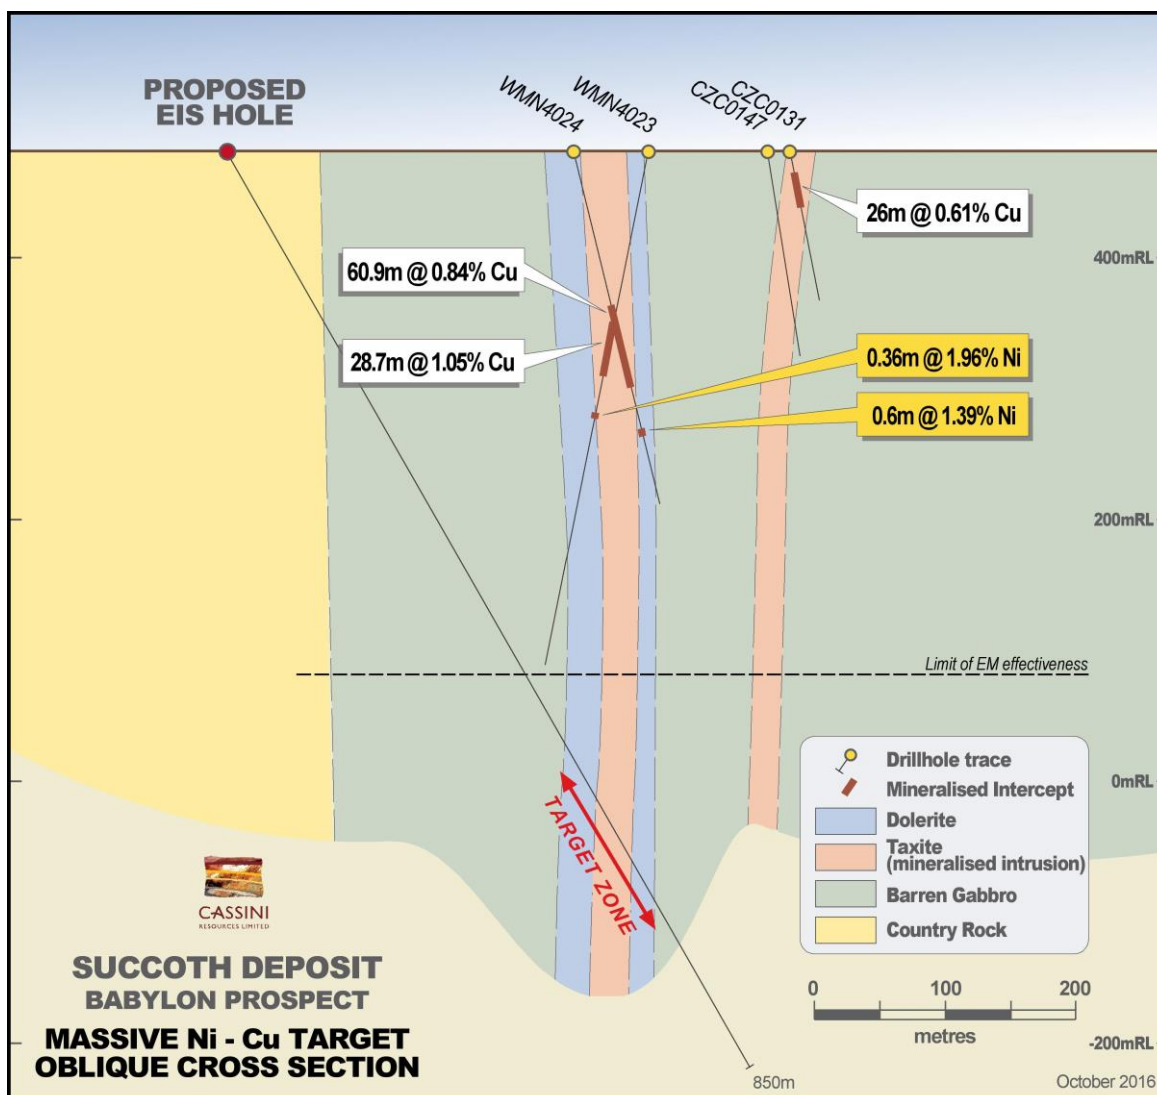 PROPOSED
EIS HOLE
WMN4024
WMN4023
CZC0147
CZC0131
26m @ 0.61% Cu
60.9m @ 0.84% Cu
400mRL
28.7m @ 1.05% Cu
0.36m @ 1.96% Ni
0.6m @ 1.39% Ni
200mRL
Limit of EM effectiveness
TARGET ZONE
Drillhole trace
Mineralised Intercept
Dolerite
Taxite
(mineralised intrusion)
Barren Gabbro
Country Rock
0mRL
CASSINI
RESOURCES LIMITED
SUCCOTH DEPOSIT
BABYLON PROSPECT
MASSIVE Ni - Cu TARGET
OBLIQUE CROSS SECTION
0 100 200
metres
-200mRL
850m
October 2016